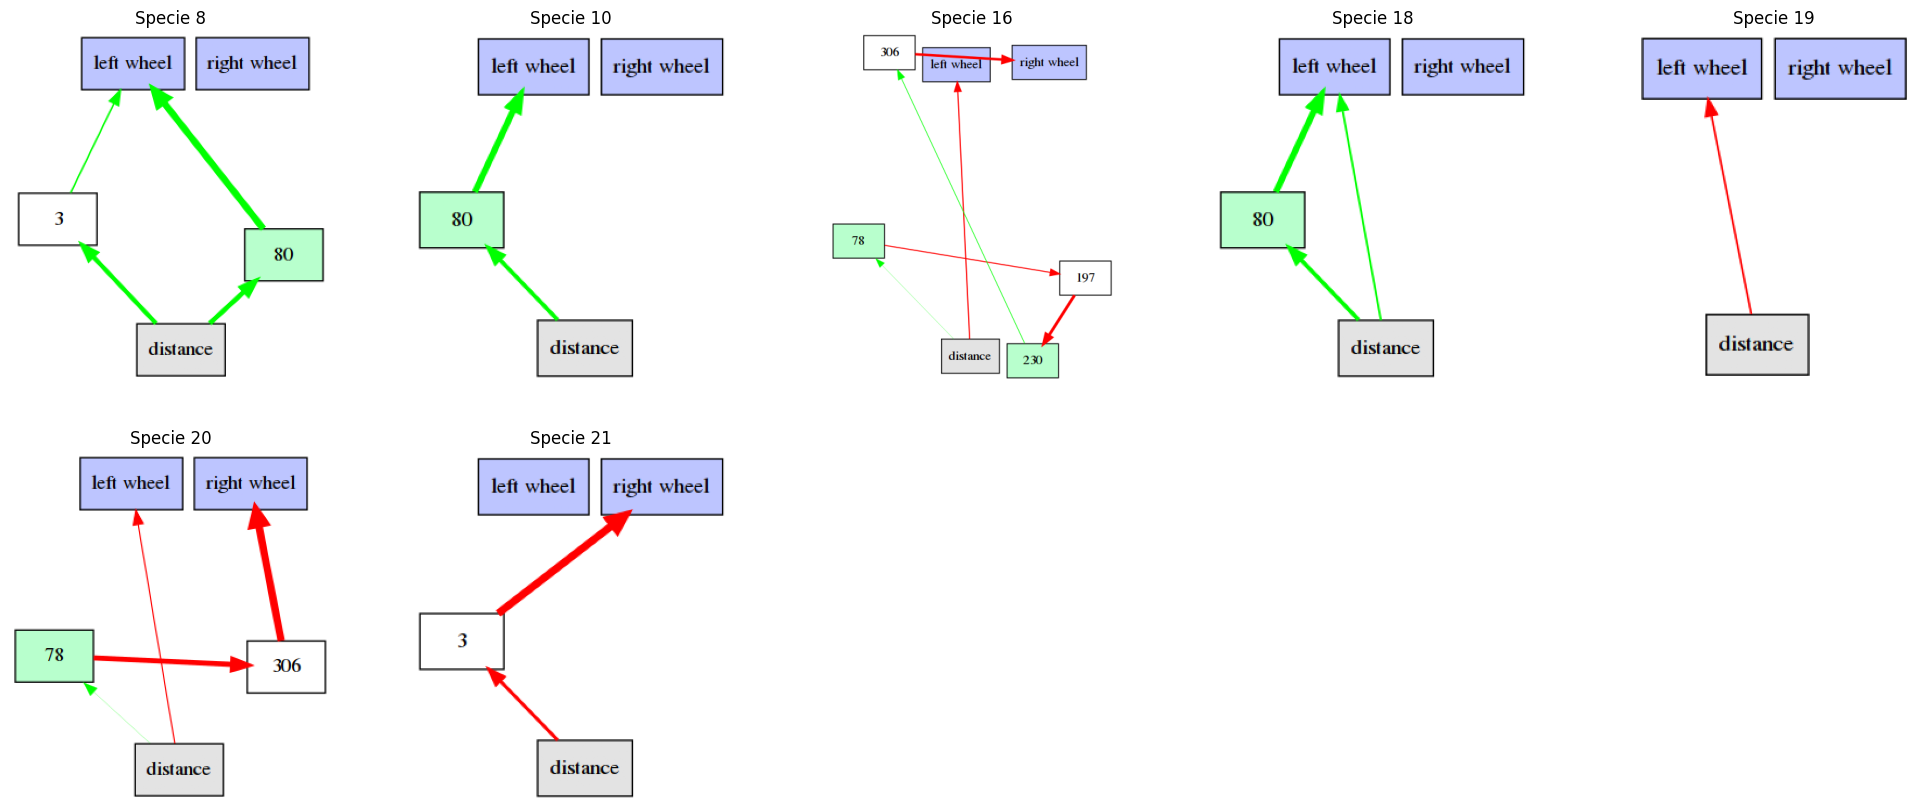 Specie 8
left wheel
right wheel
3
80
distance
Specie 10
left wheel
right wheel
80
distance
Specie 16
306
left wheel
right wheel
78
197
distance
230
Specie 18
left wheel
right wheel
80
distance
Specie 19
left wheel
right wheel
distance
Specie 20
left wheel
right wheel
78
306
distance
Specie 21
left wheel
right wheel
3
distance